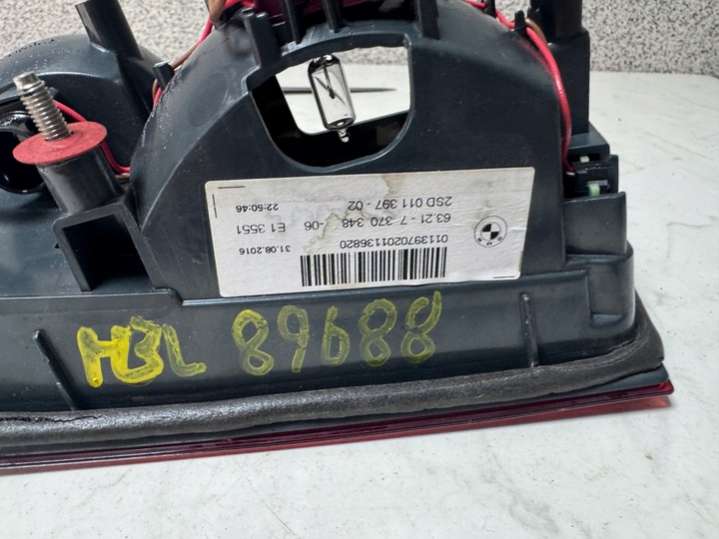 0113970201136820 31.08.2016
63.21 - 7 370 348 -06 E1 3551
2SD 011 397 - 02 22:50:46
HBL 89688